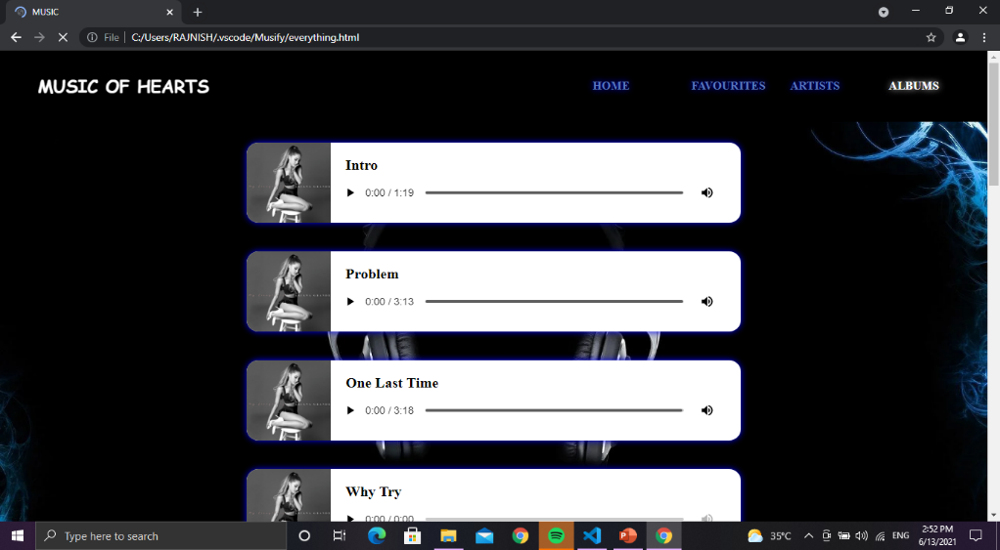 MUSIC
File
C:/Users/RAJNISH/.vscode/Musify/everything.html
MUSIC OF HEARTS
HOME FAVOURITES ARTISTS ALBUMS
Intro
0:00 / 1:19
Problem
0:00 / 3:13
One Last Time
0:00 / 3:18
Why Try
0:00 / 0:00
Type here to search
35°C
ENG
2:52 PM
6/13/2021